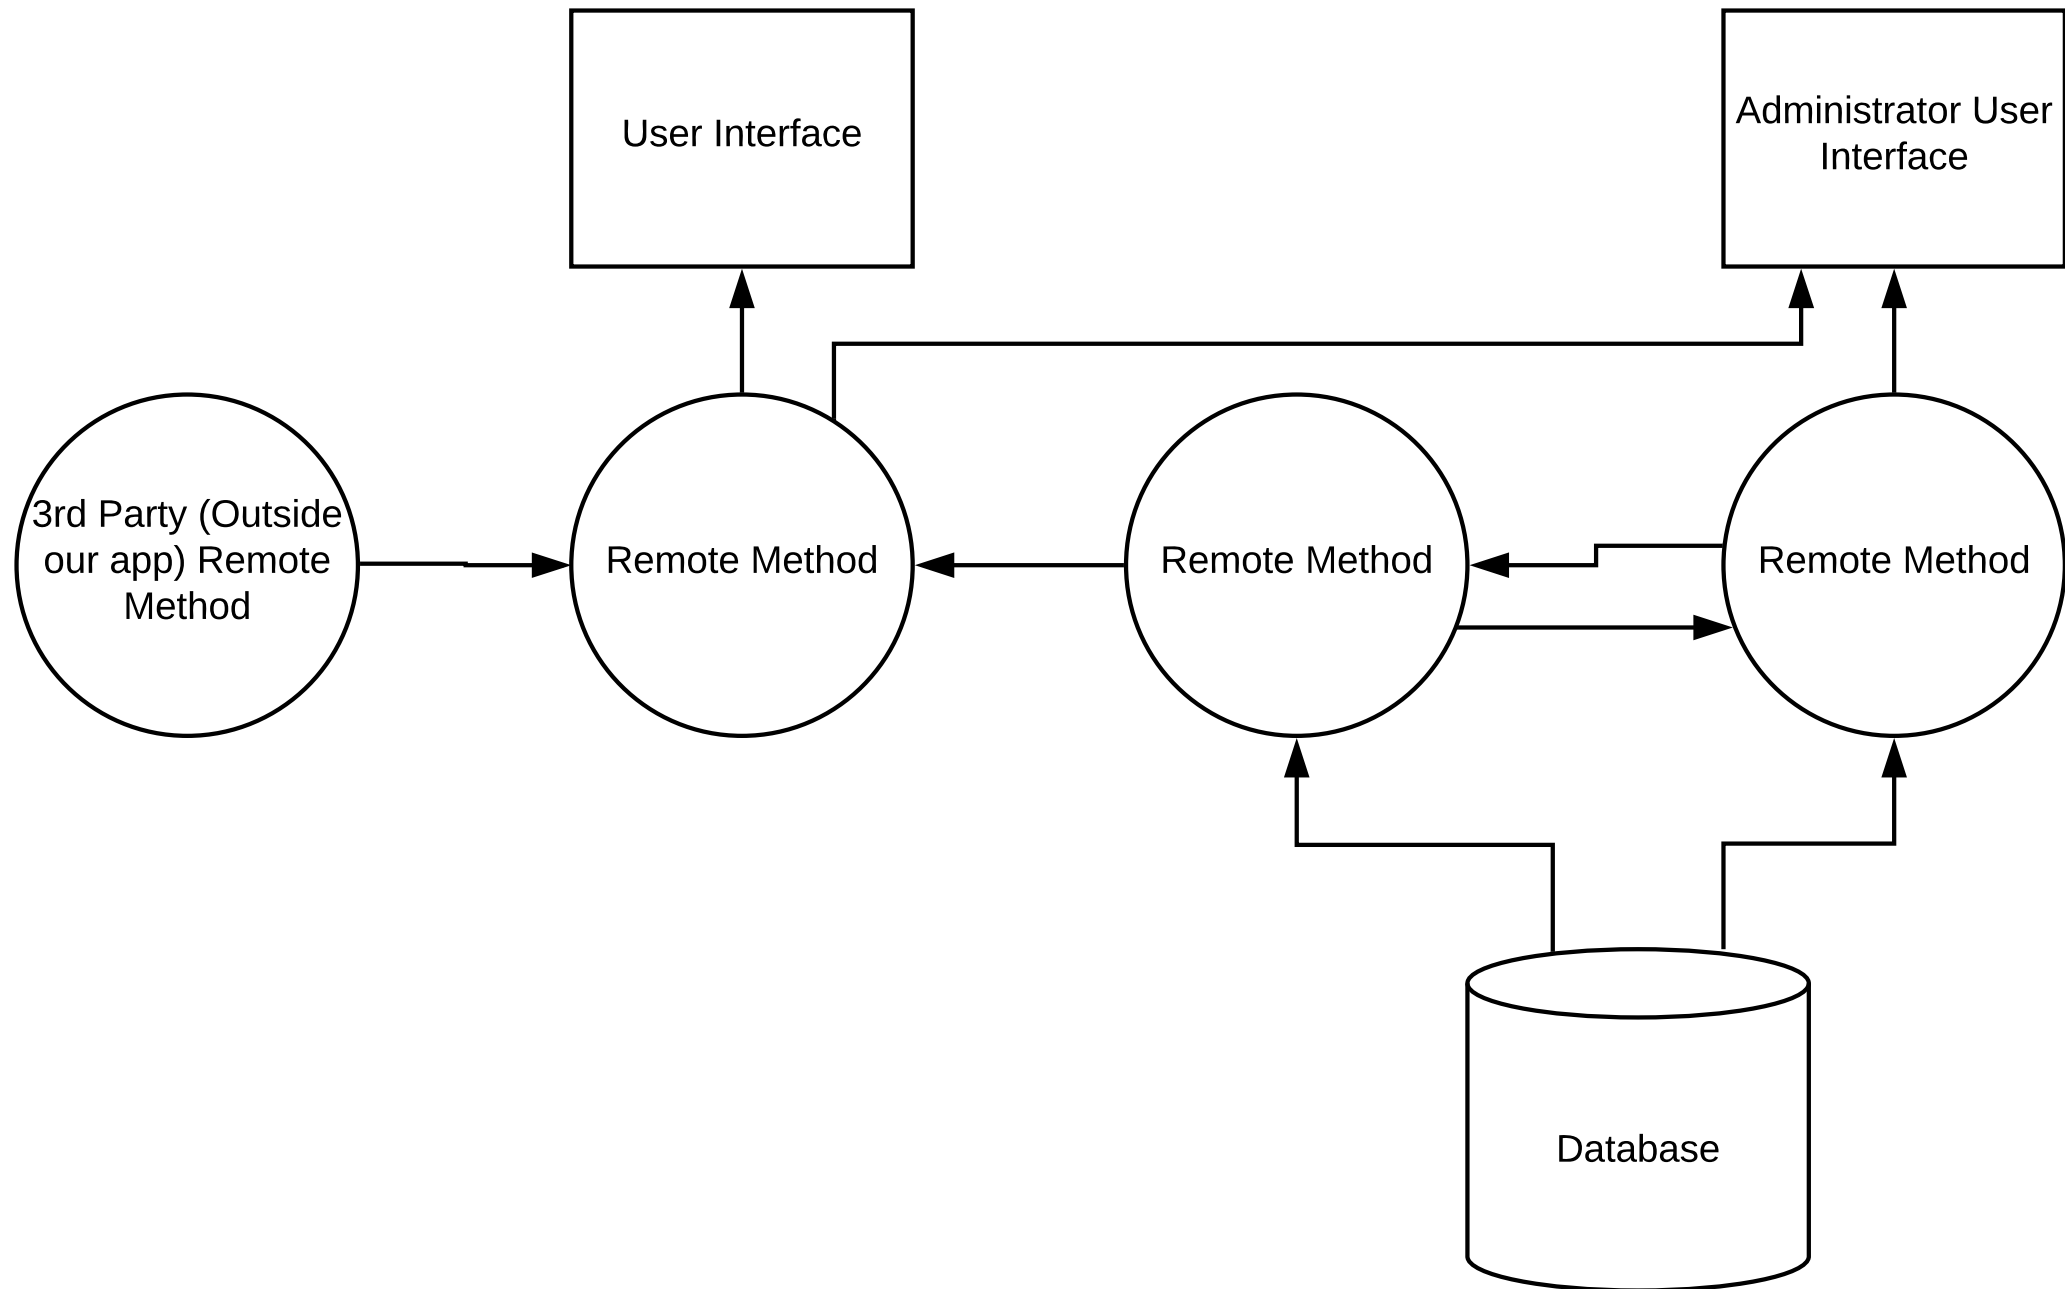 User Interface
Administrator User
Interface
3rd Party (Outside
our app) Remote
Method
Remote Method
Remote Method
Remote Method
Database